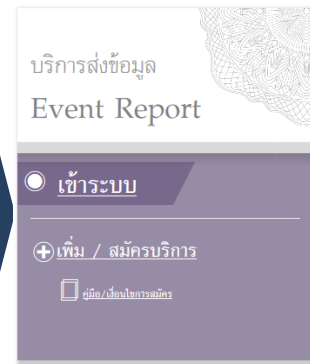 บริการส่งข้อมูล
Event Report
เข้าระบบ
เพิ่ม / สมัครบริการ
คู่มือ/เงื่อนไขการสมัคร